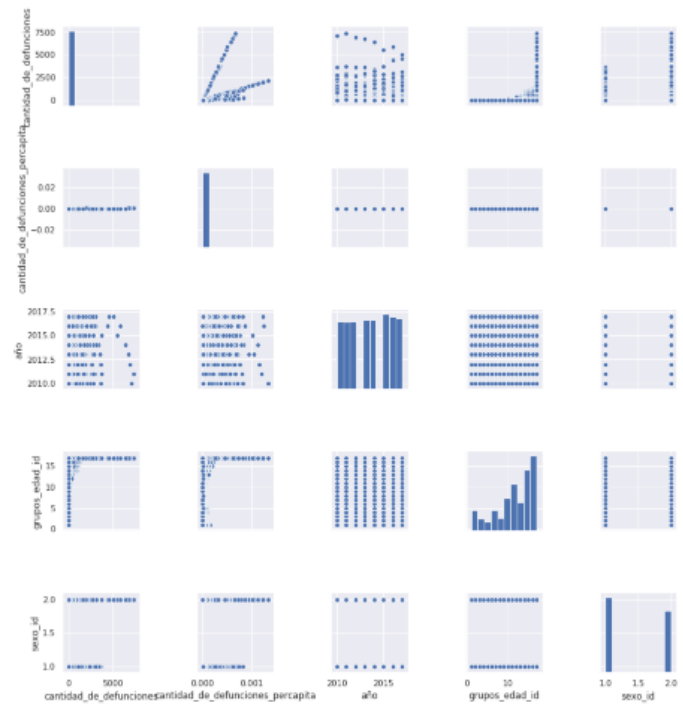 cantidad_de_defunciones
7500
5000
2500
0
cantidad_de_defunciones_percapita
0.02
0.00
−0.02
año
2017.5
2015.0
2012.5
2010.0
grupos_edad_id
15
10
5
0
sexo_id
2.0
1.5
1.0
0 5000 0.000 0.001 2010 2015 0 10 1.0 1.5 2.0
cantidad_de_defunciones cantidad_de_defunciones_percapita año grupos_edad_id sexo_id